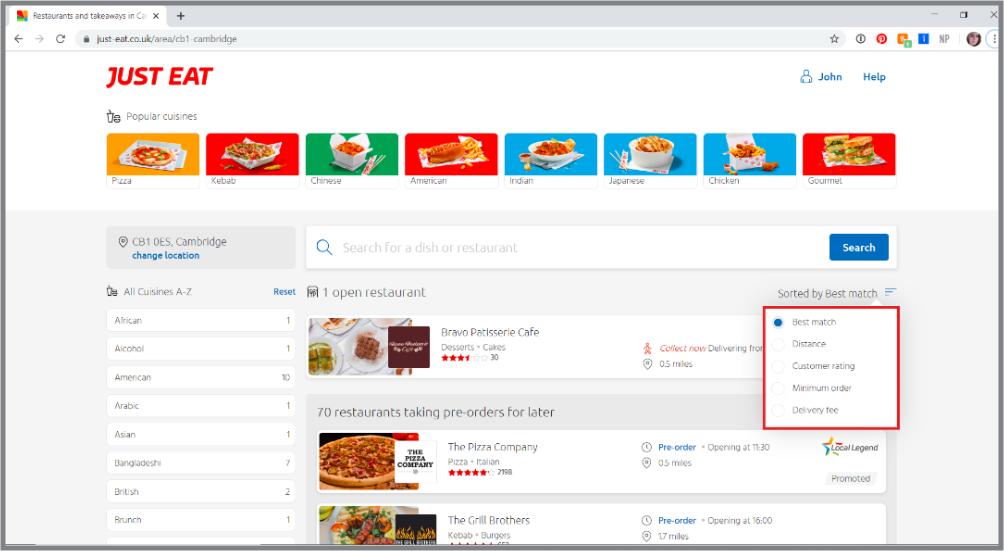 Restaurants and takeaways in Ca
just-eat.co.uk/area/cb1-cambridge
NP
JUST EAT
John
Help
Popular cuisines
Pizza
Kebab
Chinese
American
Indian
Japanese
Chicken
Gourmet
CB1 0ES, Cambridge
change location
Search for a dish or restaurant
Search
All Cuisines A-Z
Reset
1 open restaurant
Sorted by Best match
African 1
Alcohol 1
American 10
Arabic 1
Asian 1
Bangladeshi 7
British 2
Brunch 1
Bravo Patisserie Cafe
Desserts • Cakes
30
Collect now Delivering from
0.5 miles
Best match
Distance
Customer rating
Minimum order
Delivery fee
70 restaurants taking pre-orders for later
THE
PIZZA
COMPANY
The Pizza Company
Pizza • Italian
2198
Pre-order • Opening at 11:30
0.5 miles
Local Legend
Promoted
THE GRILL BROTHERS
The Grill Brothers
Kebab • Burgers
Pre-order • Opening at 16:00
1.7 miles